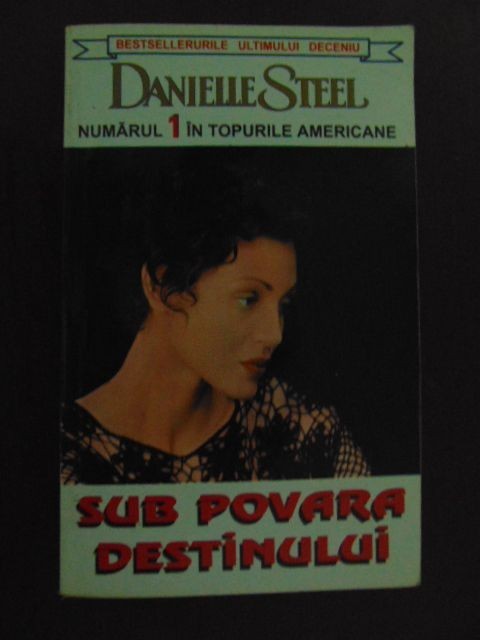 BESTSELLERURILE ULTIMULUI DECENIU
DANIELLE STEEL
NUMĂRUL 1 ÎN TOPURILE AMERICANE
SUB POVARA
DESTINULUI